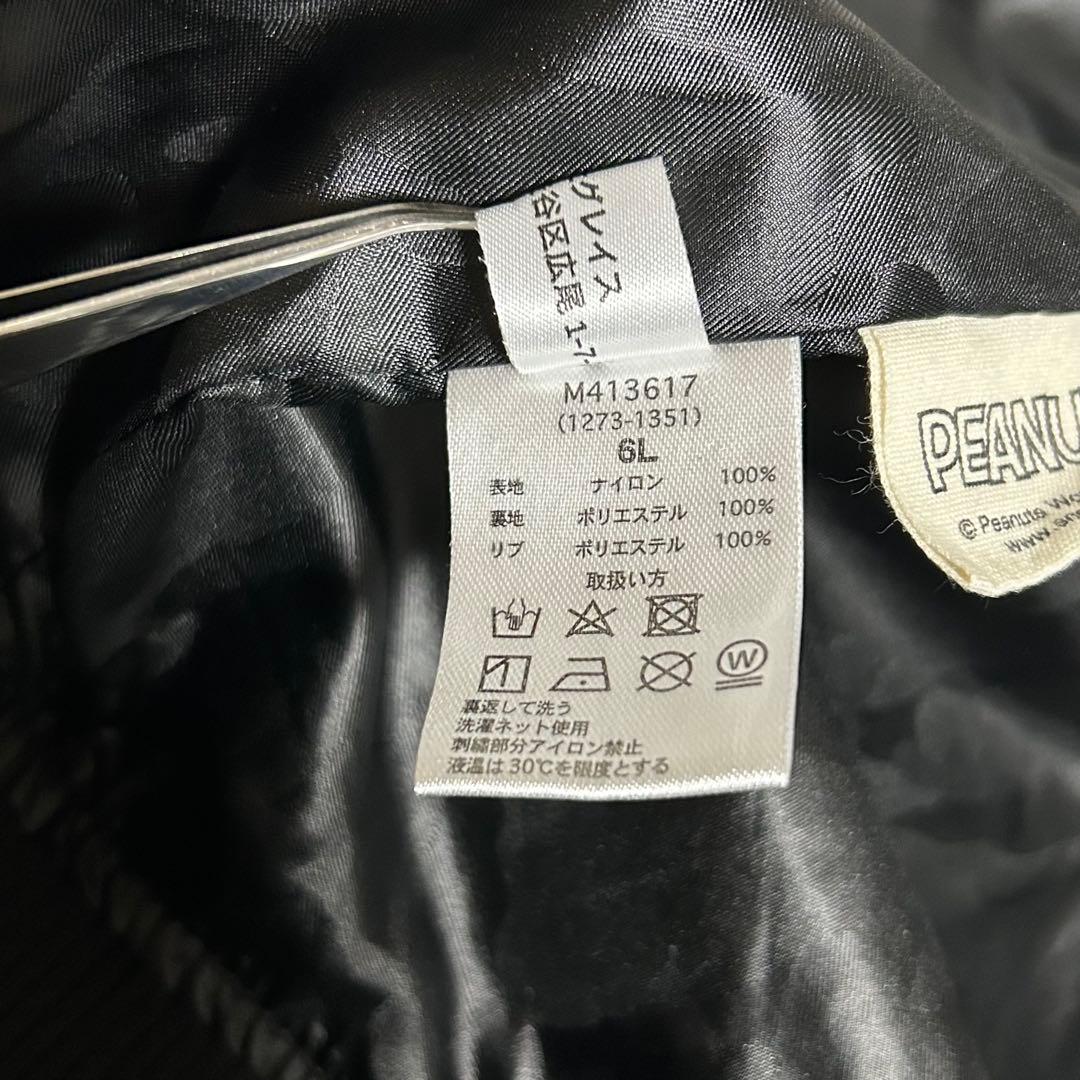 グレイス
谷区広尾 1-7-
M413617
(1273-1351)
6L
表地 ナイロン 100%
裏地 ポリエステル 100%
リブ ポリエステル 100%
取扱い方
W
裏返して洗う
洗濯ネット使用
刺繍部分アイロン禁止
液温は30℃を限度とする
PEANU
© Peanuts Wo
www.sno